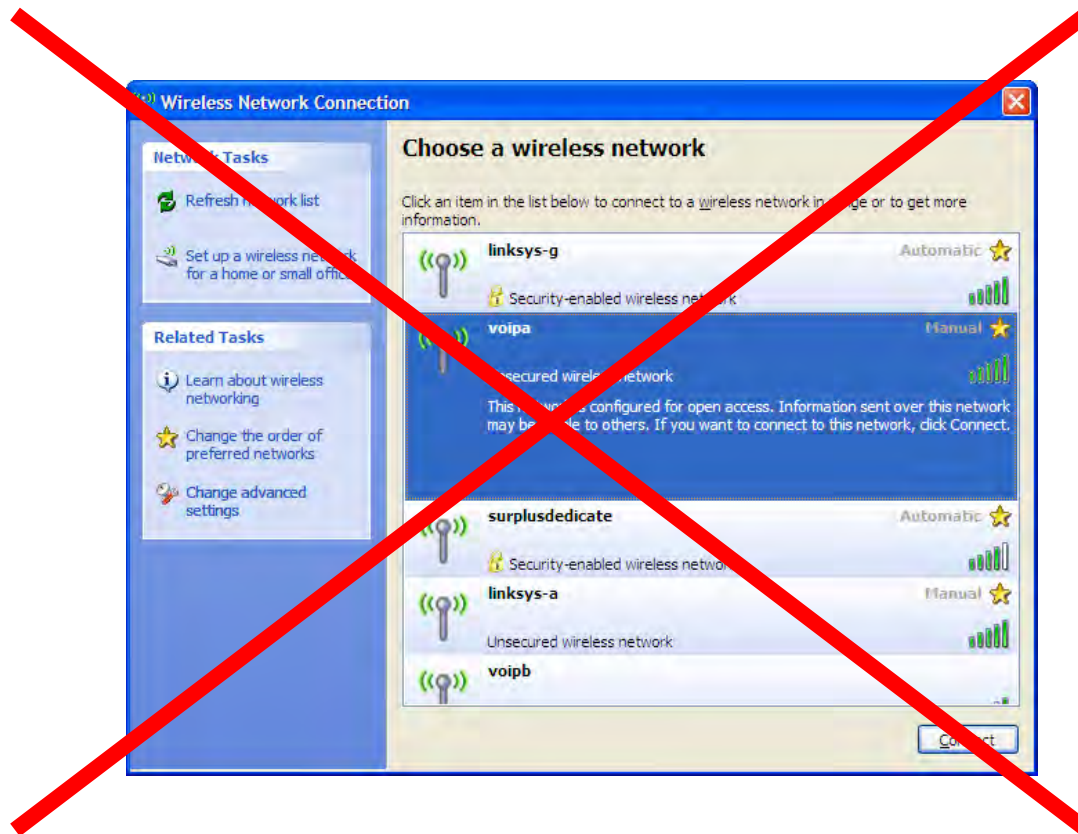 Wireless Network Connection
Network Tasks
Refresh network list
Set up a wireless network
for a home or small office
Related Tasks
Learn about wireless
networking
Change the order of
preferred networks
Change advanced
settings
Choose a wireless network
Click an item in the list below to connect to a wireless network in range or to get more
information.
linksys-g
Automatic
Security-enabled wireless network
voipa
Manual
Unsecured wireless network
This network is configured for open access. Information sent over this network
may be visible to others. If you want to connect to this network, click Connect.
surplusdedicate
Automatic
Security-enabled wireless network
linksys-a
Manual
Unsecured wireless network
voipb
Connect